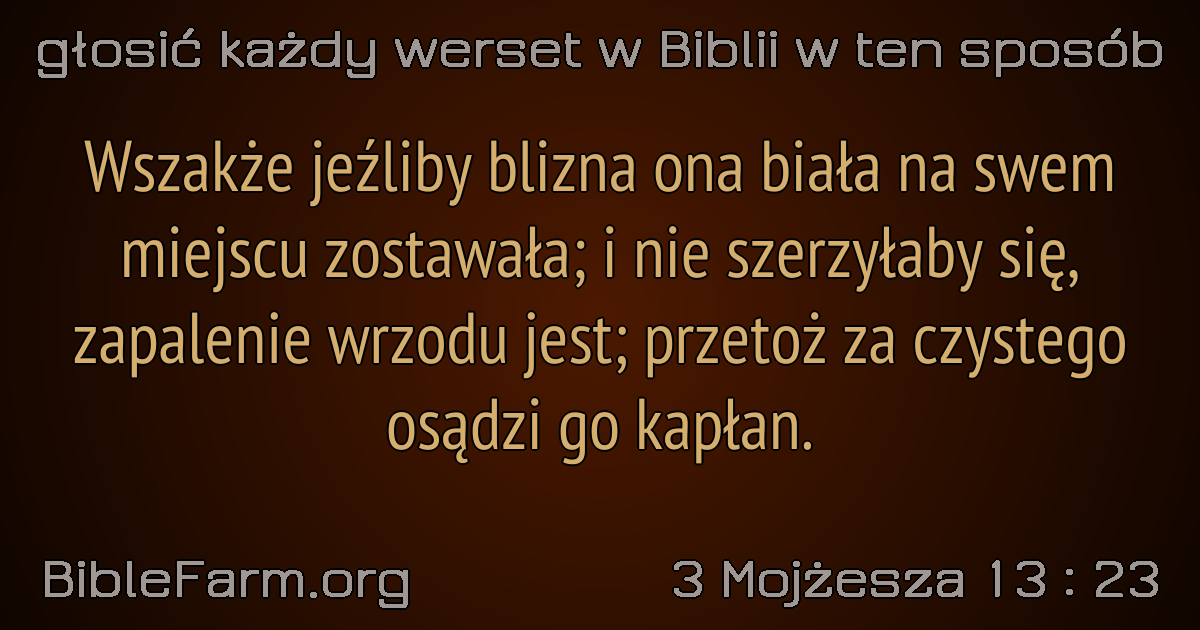 głosić każdy werset w Biblii w ten sposób
Wszakże jeźliby blizna ona biała na swem
miejscu zostawała; i nie szerzyłaby się,
zapalenie wrzodu jest; przetoż za czystego
osądzi go kapłan.
BibleFarm.org
3 Mojżesza 13 : 23